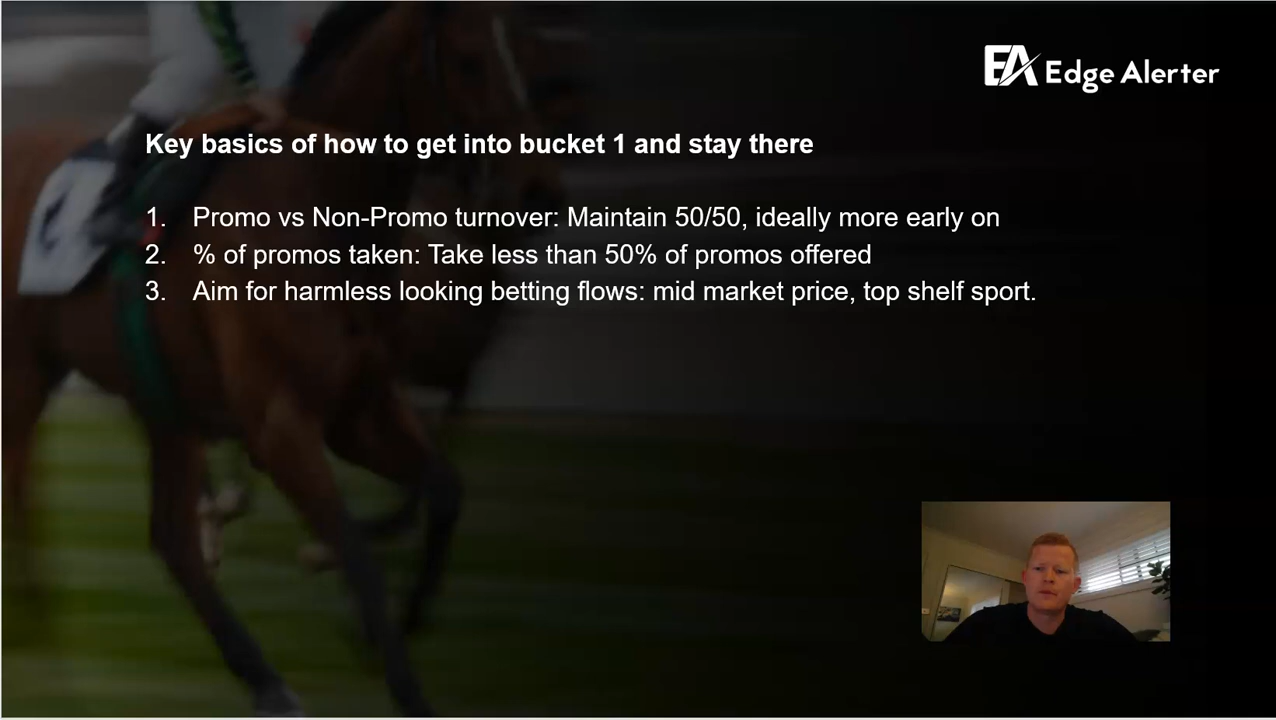 EA Edge Alerter
Key basics of how to get into bucket 1 and stay there
1. Promo vs Non-Promo turnover: Maintain 50/50, ideally more early on
2. % of promos taken: Take less than 50% of promos offered
3. Aim for harmless looking betting flows: mid market price, top shelf sport.